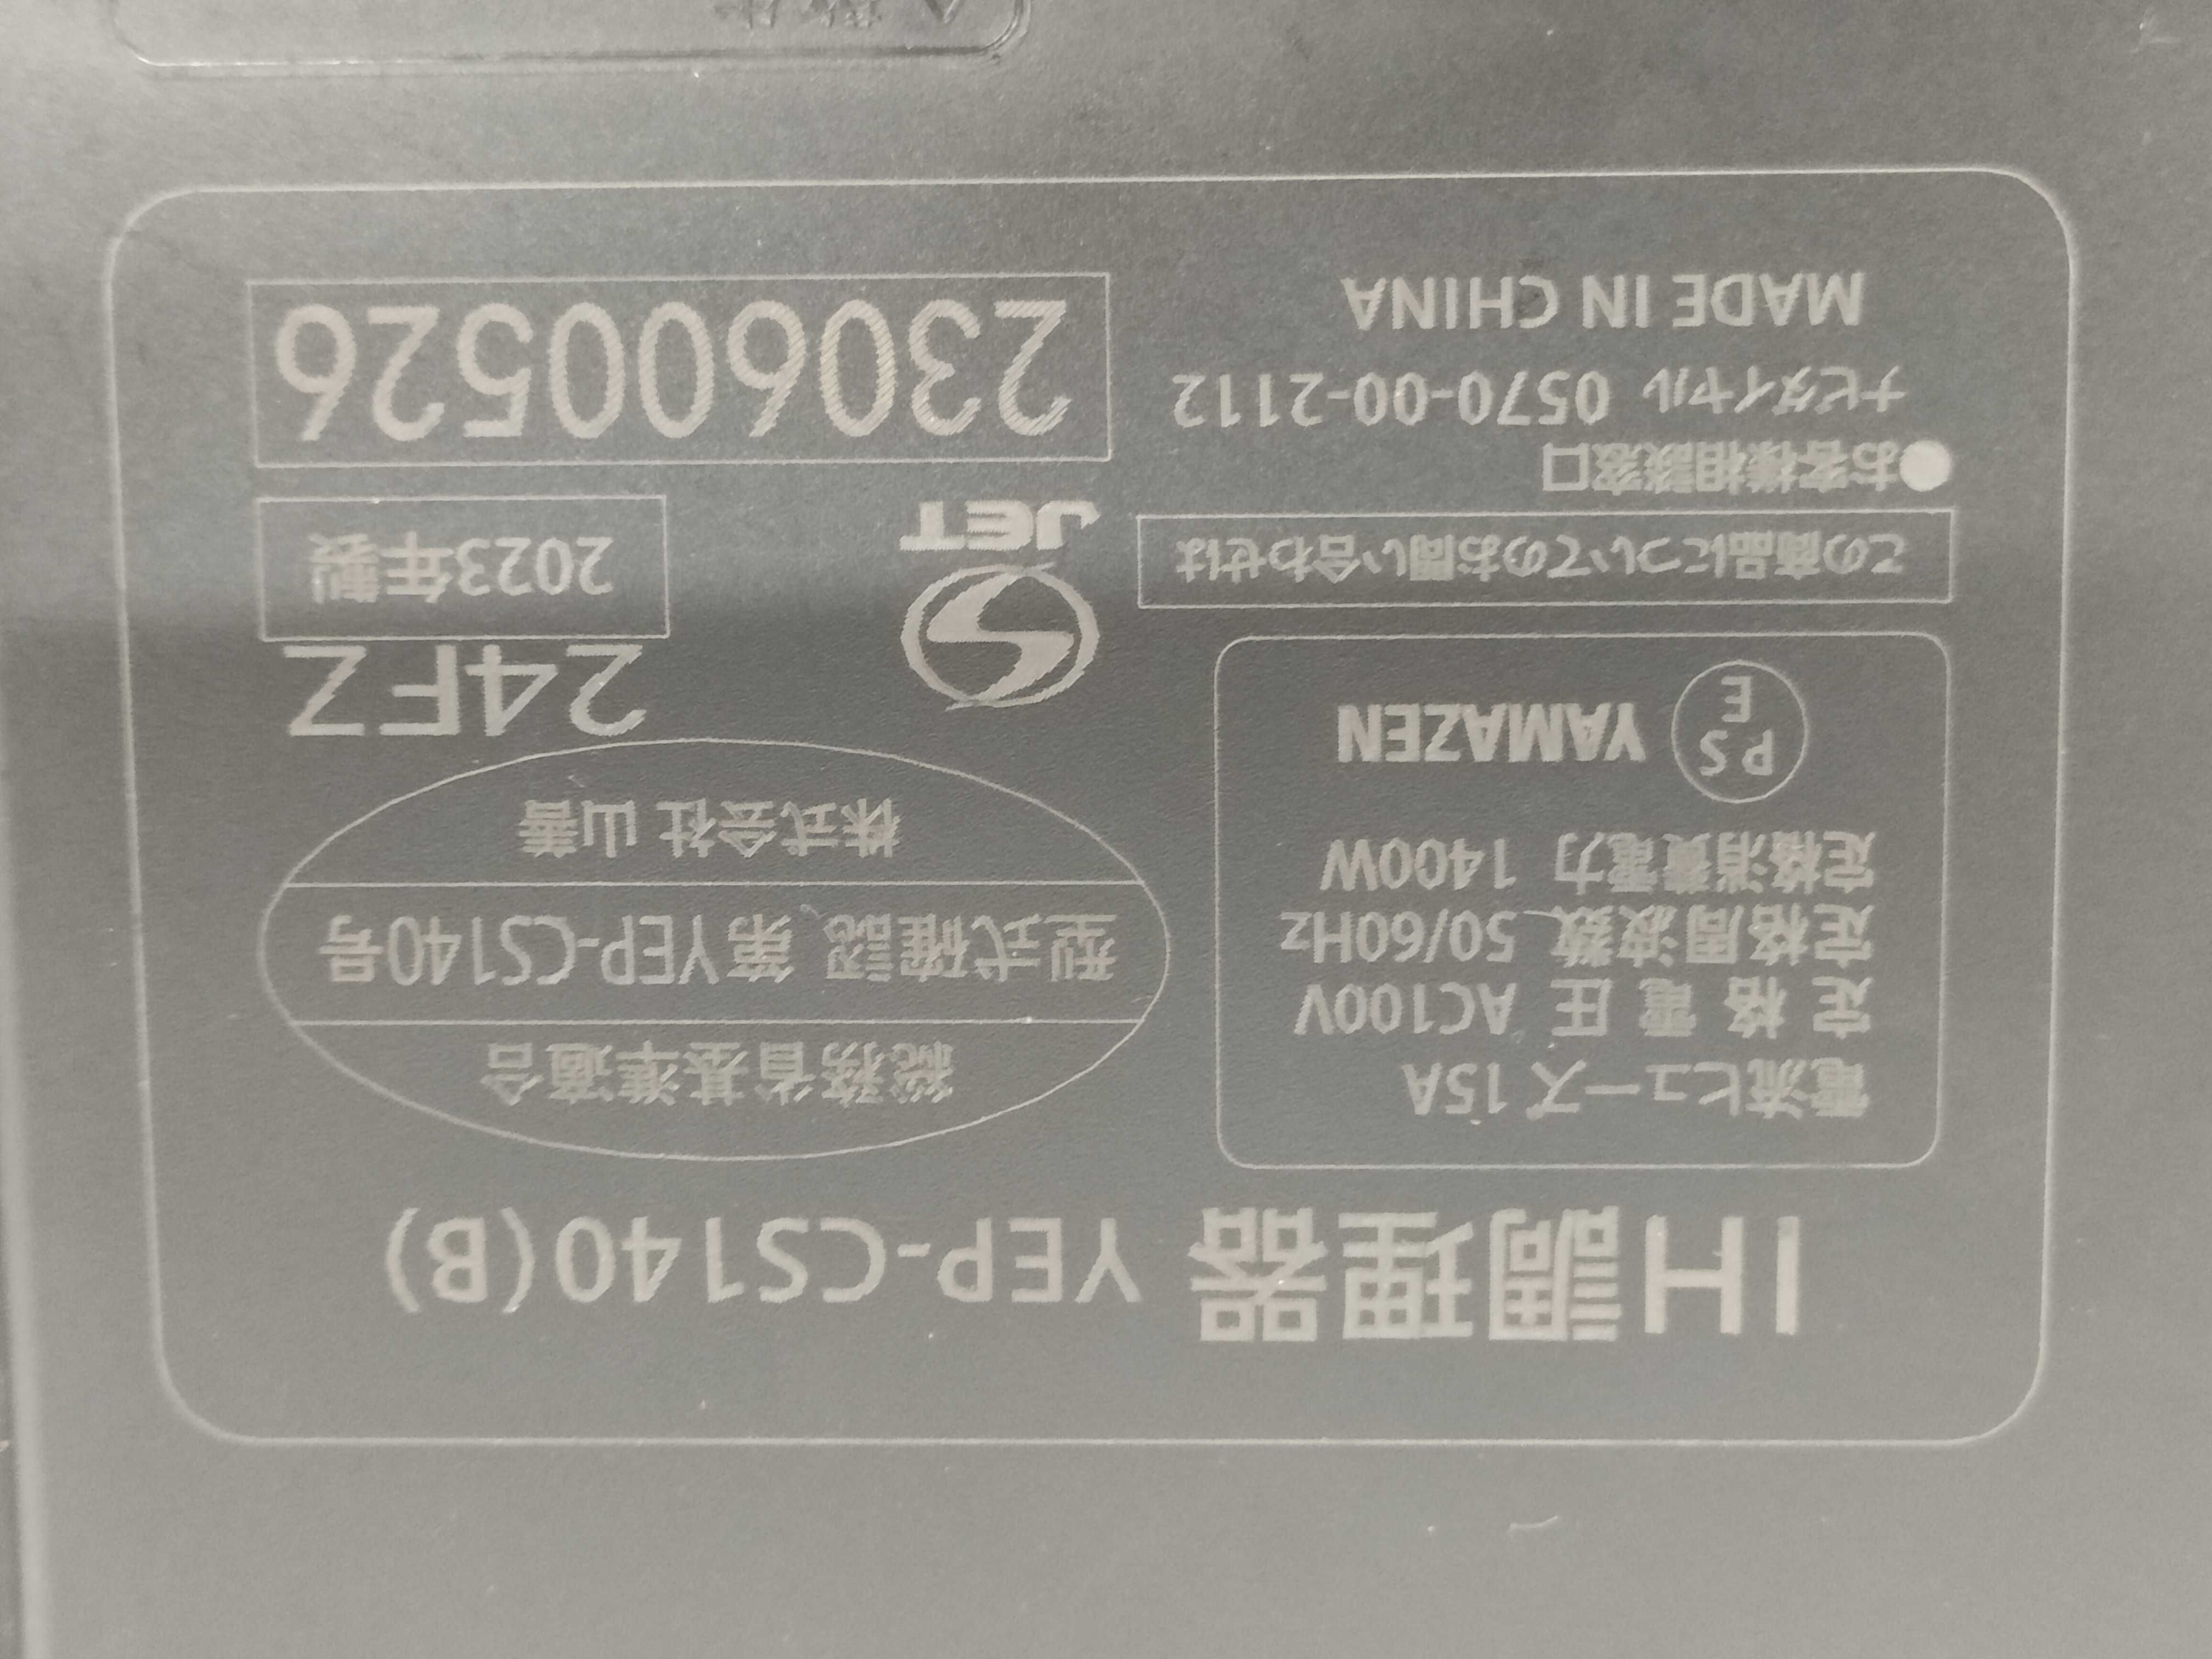 IH調理器 YEP-CS140(B)
電流ヒューズ 15A
定格電圧 AC100V
定格周波数 50/60Hz
定格消費電力 1400W
PS
E
YAMAZEN
この商品についてのお問い合わせは
●お客様相談窓口
ナビダイヤル 0570-00-2112
MADE IN CHINA
総務省基準適合
型式確認 第YEP-CS140号
株式会社 山善
24FZ
JET
2023年製
230600526